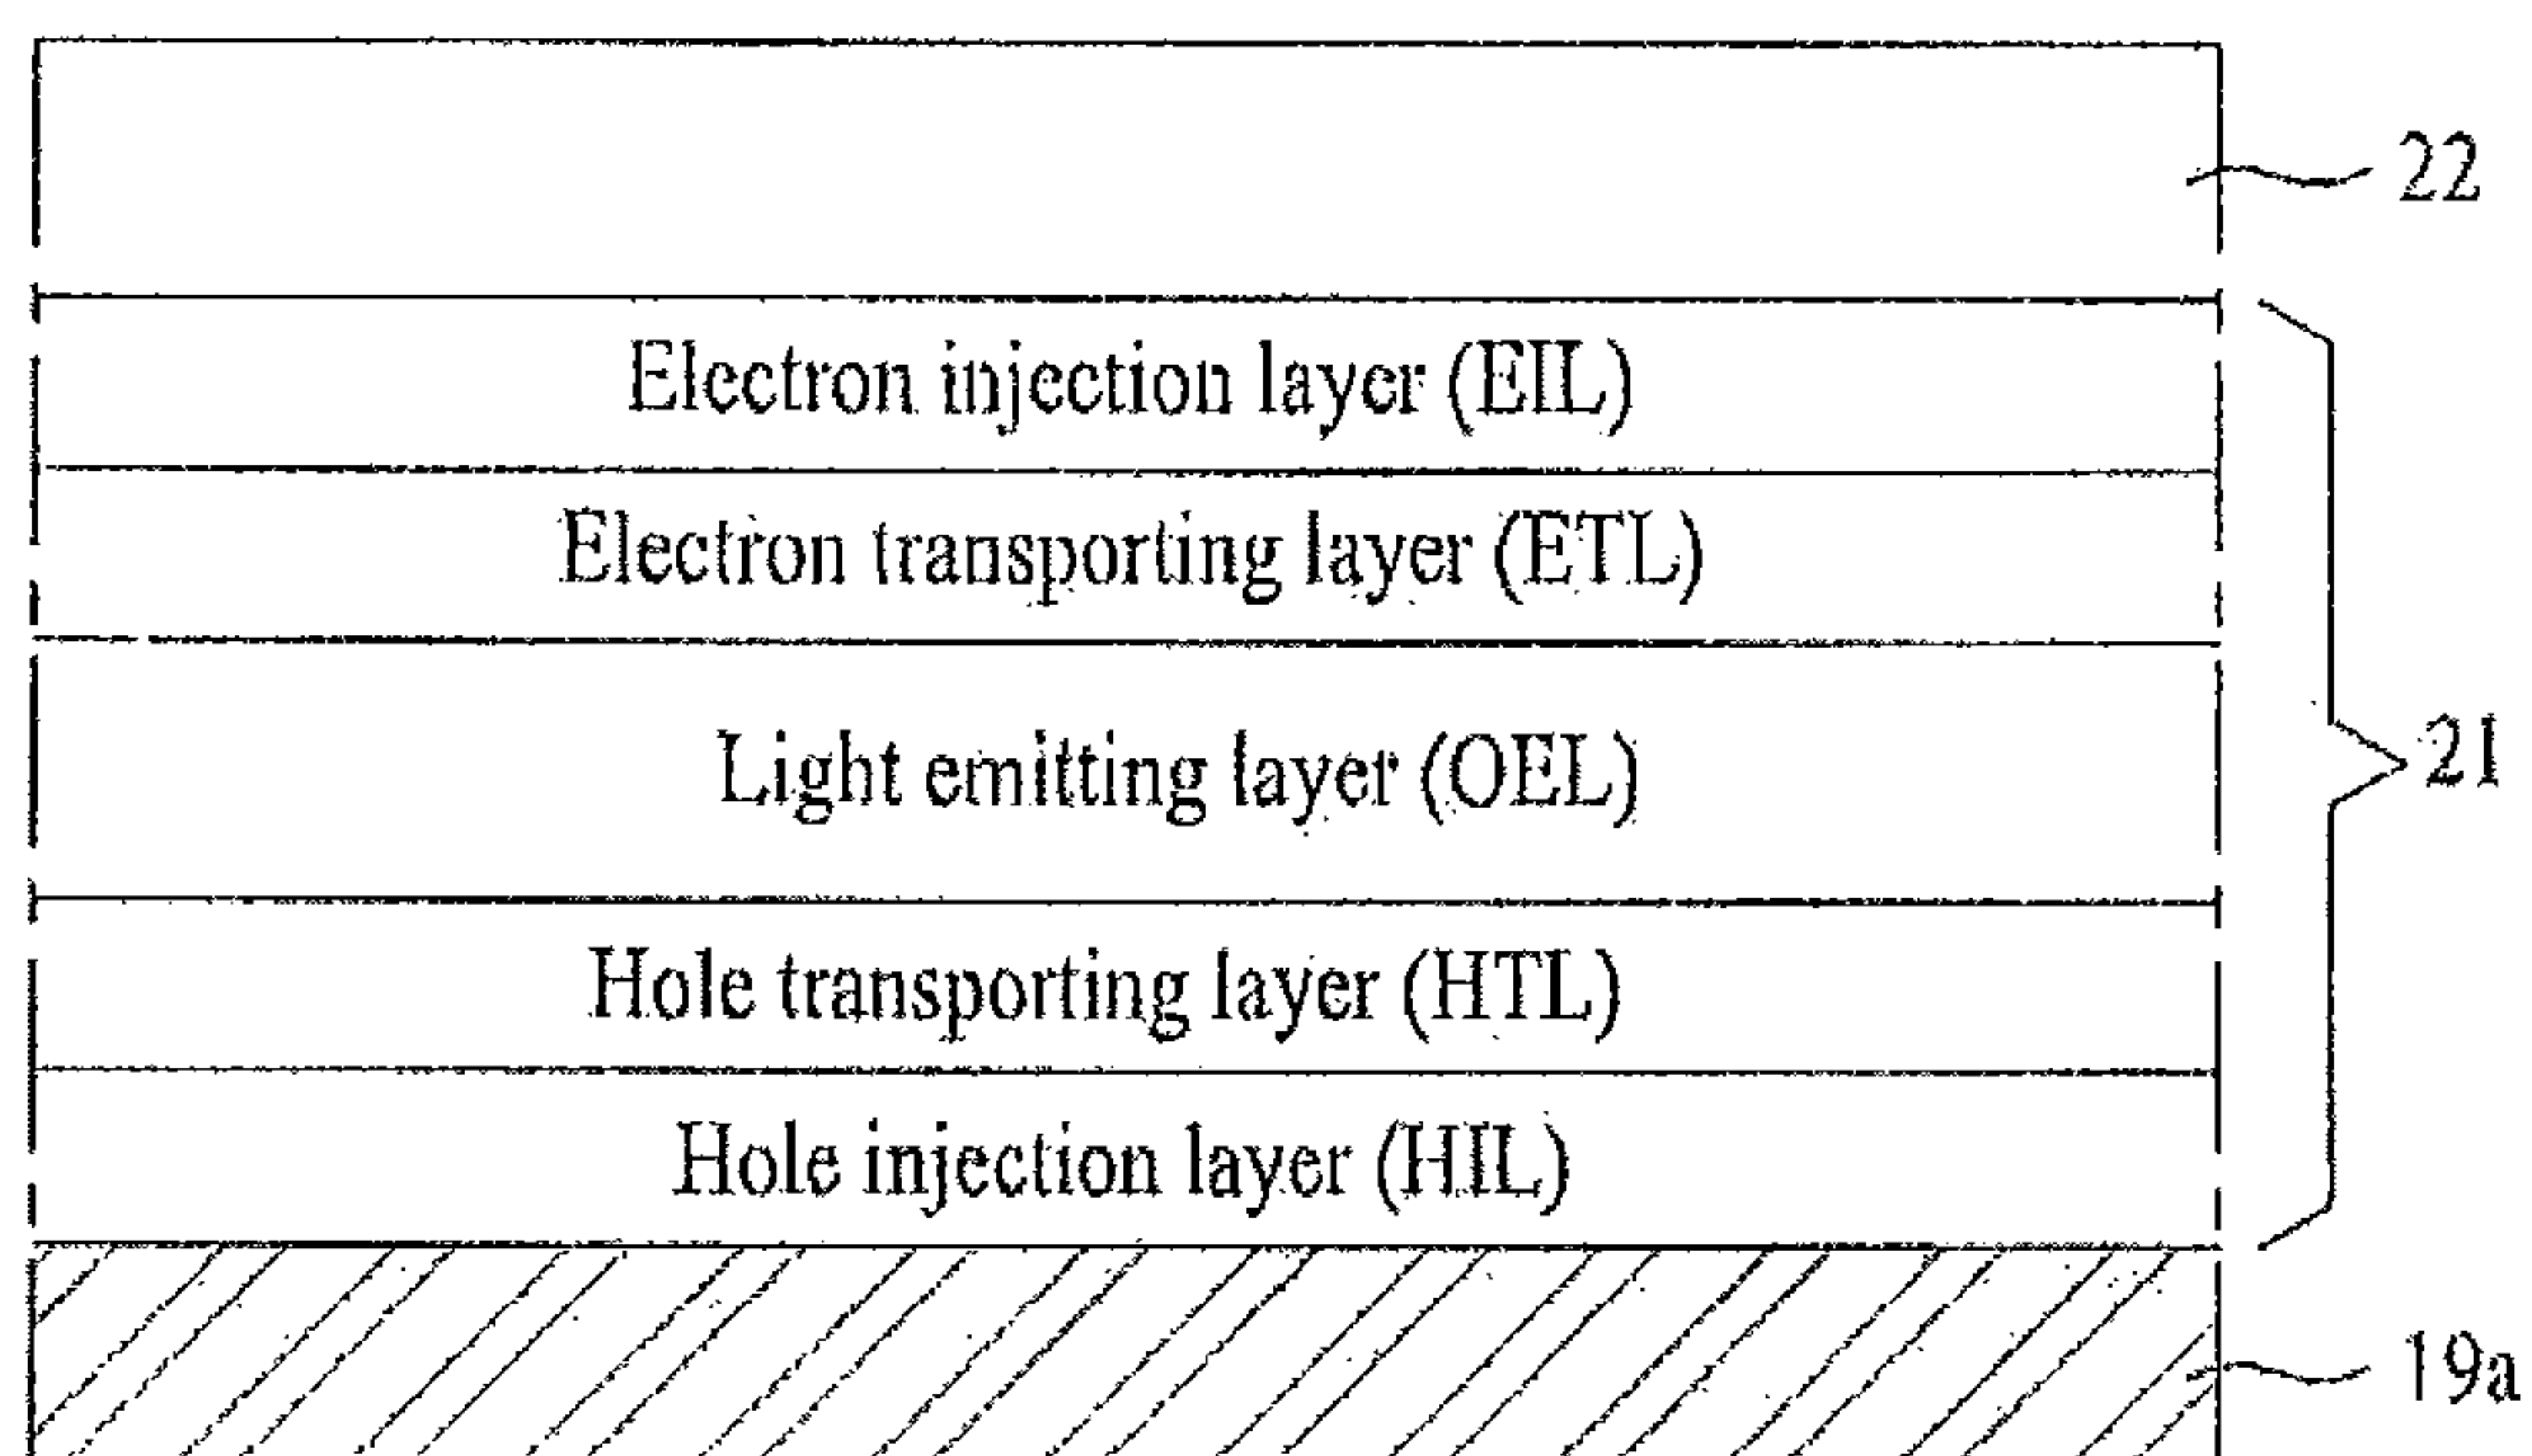 22
Electron injection layer (EIL)
Electron transporting layer (ETL)
Light emitting layer (OEL)
21
Hole transporting layer (HTL)
Hole injection layer (HIL)
19a